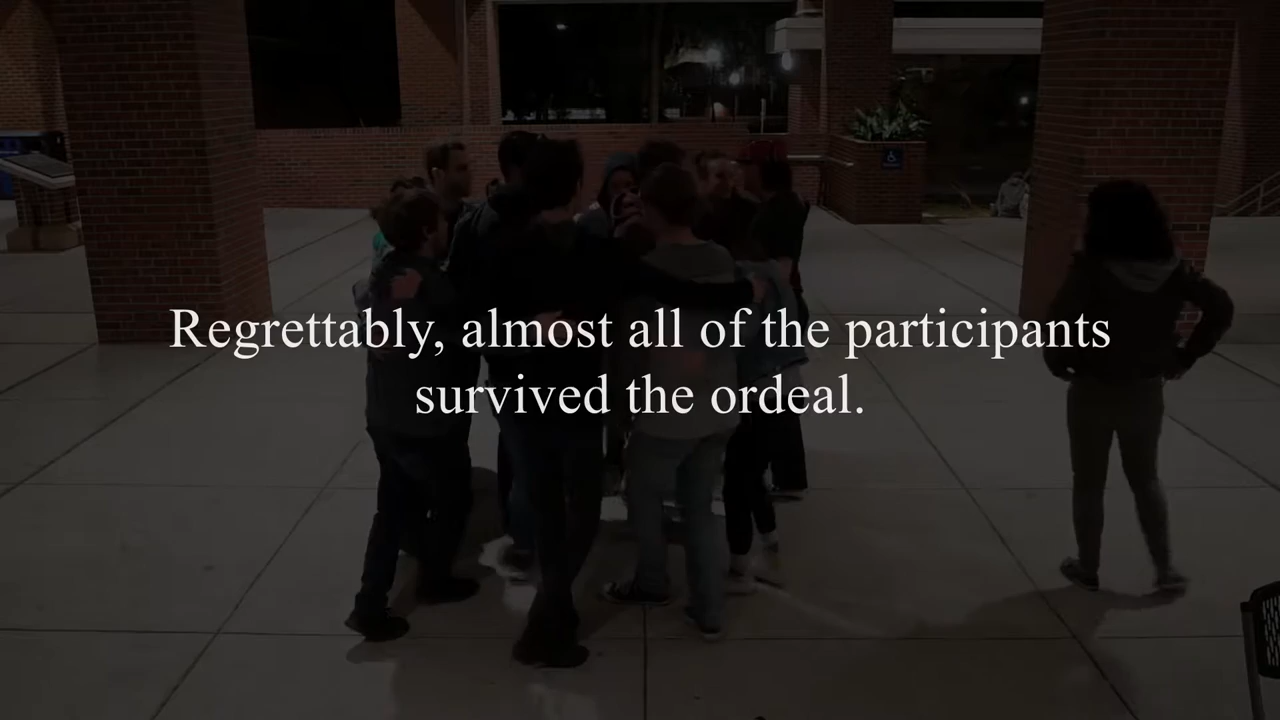 Regrettably, almost all of the participants
survived the ordeal.